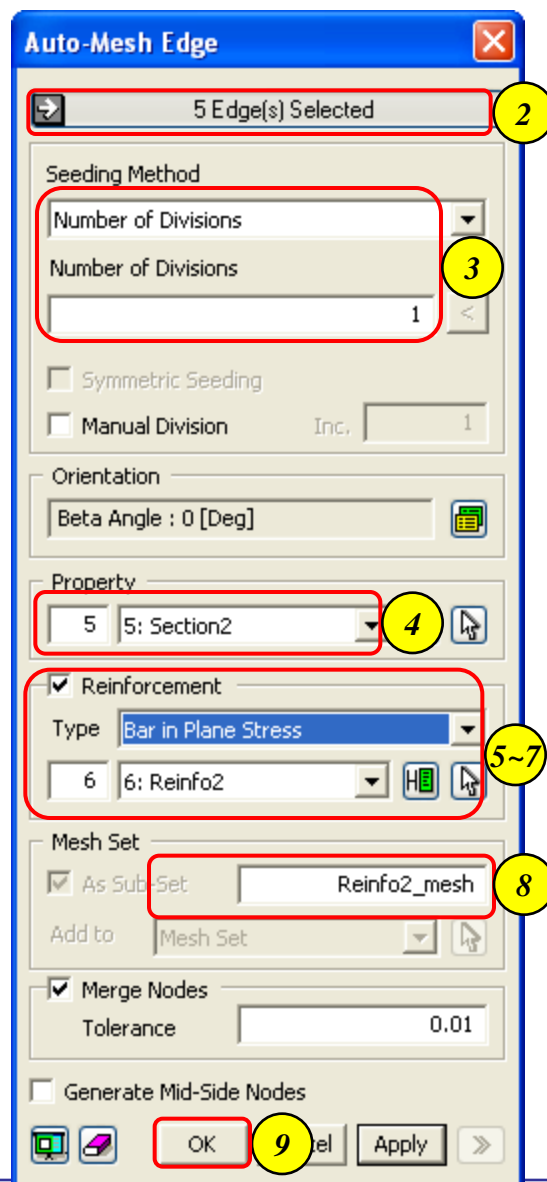 Auto-Mesh Edge
5 Edge(s) Selected
2
Seeding Method
Number of Divisions
Number of Divisions
3
1 <
Symmetric Seeding
Manual Division Inc. 1
Orientation
Beta Angle : 0 [Deg]
Property
5 5: Section2
4
Reinforcement
Type Bar in Plane Stress
5~7
6 6: Reinfo2
Mesh Set
As Sub-Set Reinfo2_mesh
8
Add to Mesh Set
Merge Nodes
Tolerance 0.01
Generate Mid-Side Nodes
OK 9 el Apply >>